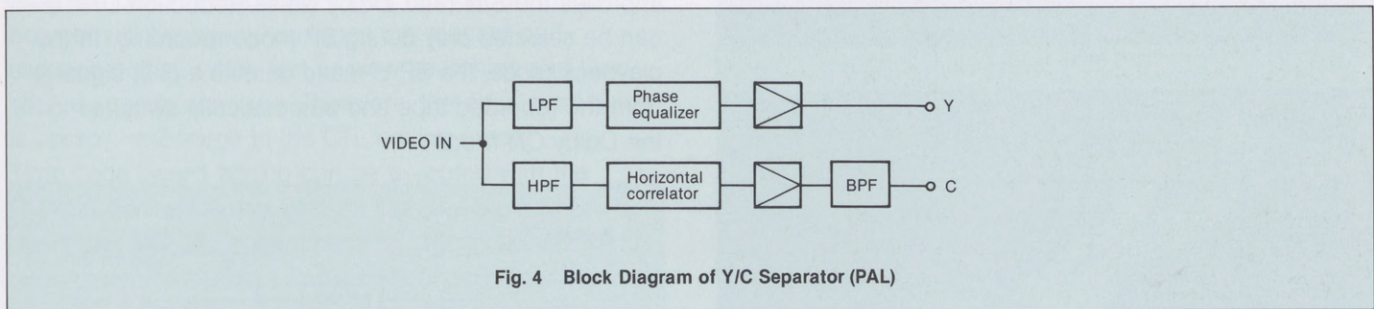 LPF
Phase
equalizer
Y
VIDEO IN
HPF
Horizontal
correlator
BPF
C
Fig. 4 Block Diagram of Y/C Separator (PAL)